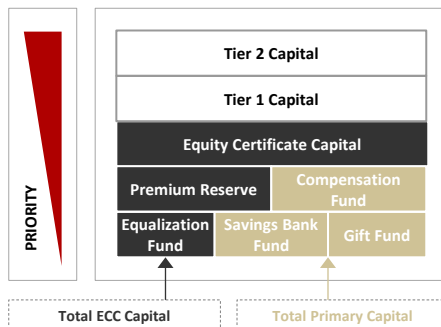 PRIORITY
Tier 2 Capital
Tier 1 Capital
Equity Certificate Capital
Premium Reserve
Compensation
Fund
Equalization
Fund
Savings Bank
Fund
Gift Fund
Total ECC Capital
Total Primary Capital